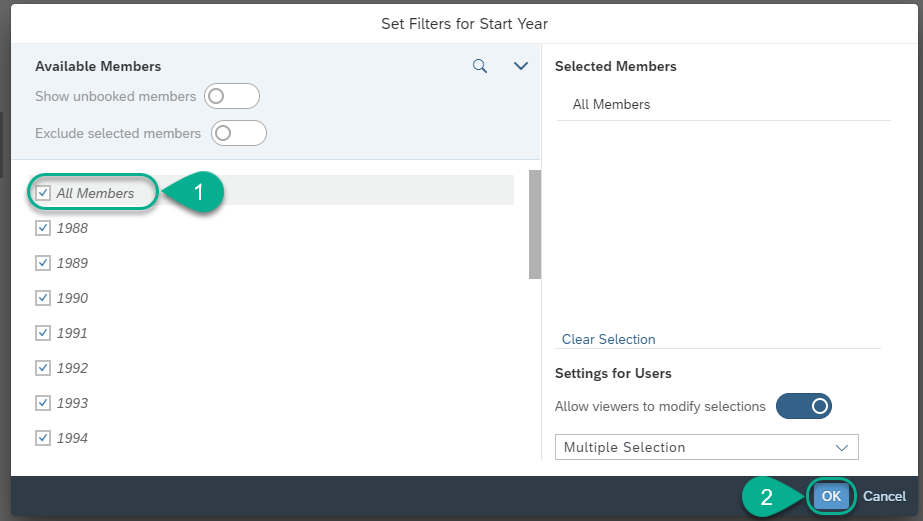 Set Filters for Start Year
Available Members
Show unbooked members
Exclude selected members
All Members
1
1988
1989
1990
1991
1992
1993
1994
Selected Members
All Members
Clear Selection
Settings for Users
Allow viewers to modify selections
Multiple Selection
2
OK
Cancel